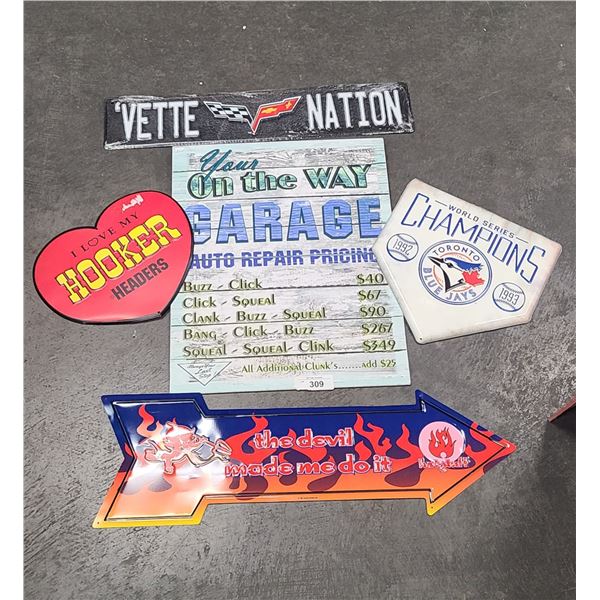 'VETTE NATION
Your
On the WAY
GARAGE
AUTO REPAIR PRICING
Buzz - Click $40
Click - Squeal $67
Clank - Buzz - Squeal $90
Bang - Click - Buzz $267
Squeal - Squeal - Clink $349
All Additional Clunk's.......add $25
309
I LOVE MY
HOOKER
HEADERS
WORLD SERIES
CHAMPIONS
1992
TORONTO
BLUE JAYS
1993
the devil
made me do it